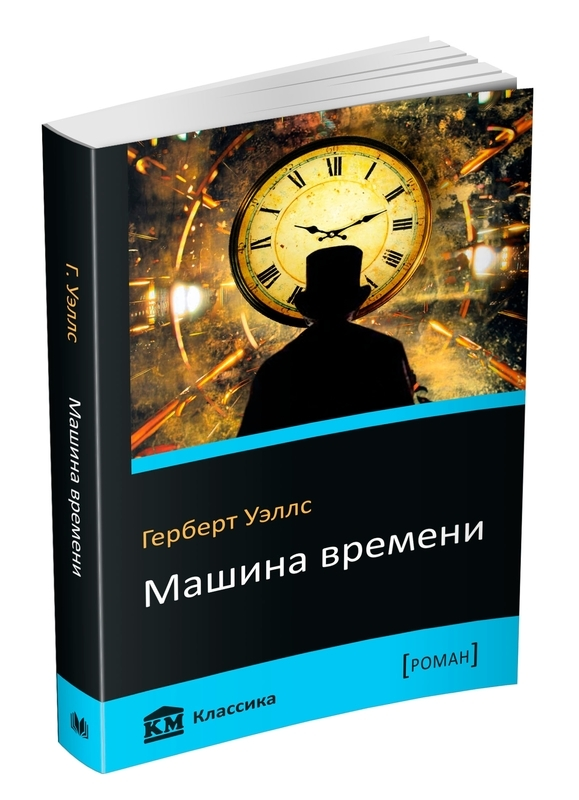 Г. Уэллс Машина времени
Герберт Уэллс
Машина времени
[РОМАН]
КМ Классика